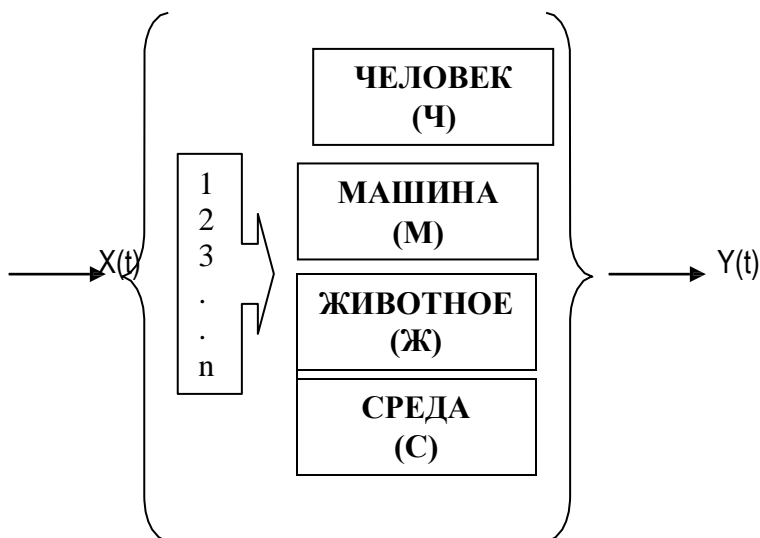 ЧЕЛОВЕК
(Ч)
1
2
3
.
.
n
МАШИНА
(М)
X(t)
Y(t)
ЖИВОТНОЕ
(Ж)
СРЕДА
(С)